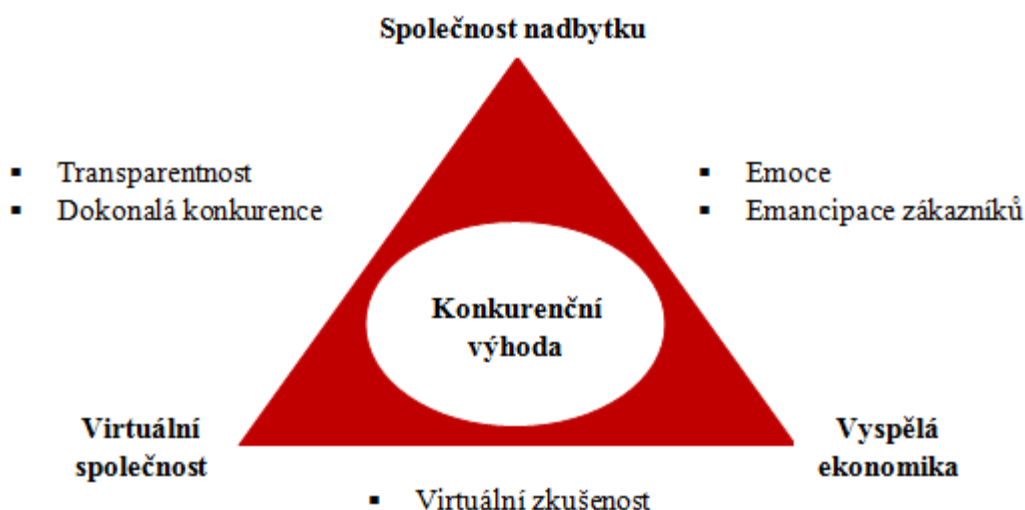 Společnost nadbytku
▪ Transparentnost
▪ Dokonalá konkurence
▪ Emoce
▪ Emancipace zákazníků
Konkurenční
výhoda
Virtuální
společnost
Vyspělá
ekonomika
▪ Virtuální zkušenost